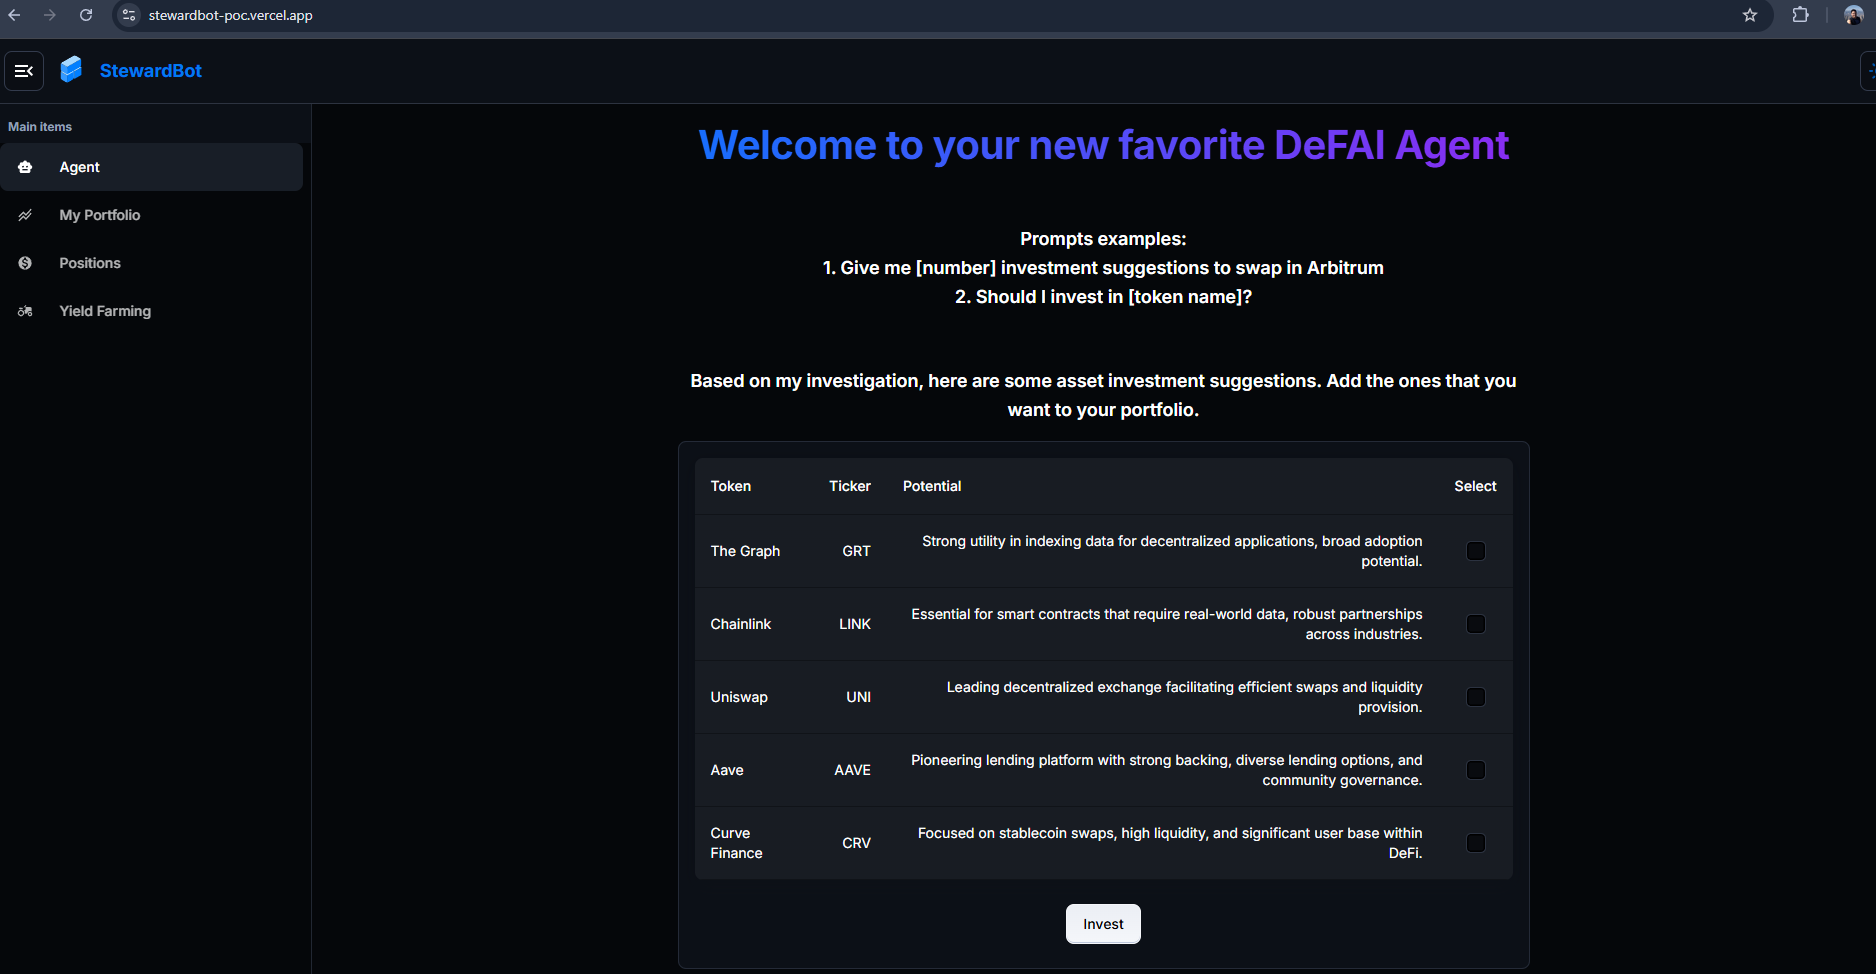 stewardbot-poc.vercel.app
StewardBot
Main items
Agent
My Portfolio
Positions
Yield Farming
Welcome to your new favorite DeFAI Agent
Prompts examples:
1. Give me [number] investment suggestions to swap in Arbitrum
2. Should I invest in [token name]?
Based on my investigation, here are some asset investment suggestions. Add the ones that you
want to your portfolio.
Token Ticker Potential Select
The Graph GRT Strong utility in indexing data for decentralized applications, broad adoption
potential.
Chainlink LINK Essential for smart contracts that require real-world data, robust partnerships
across industries.
Uniswap UNI Leading decentralized exchange facilitating efficient swaps and liquidity
provision.
Aave AAVE Pioneering lending platform with strong backing, diverse lending options, and
community governance.
Curve
Finance CRV Focused on stablecoin swaps, high liquidity, and significant user base within
DeFi.
Invest